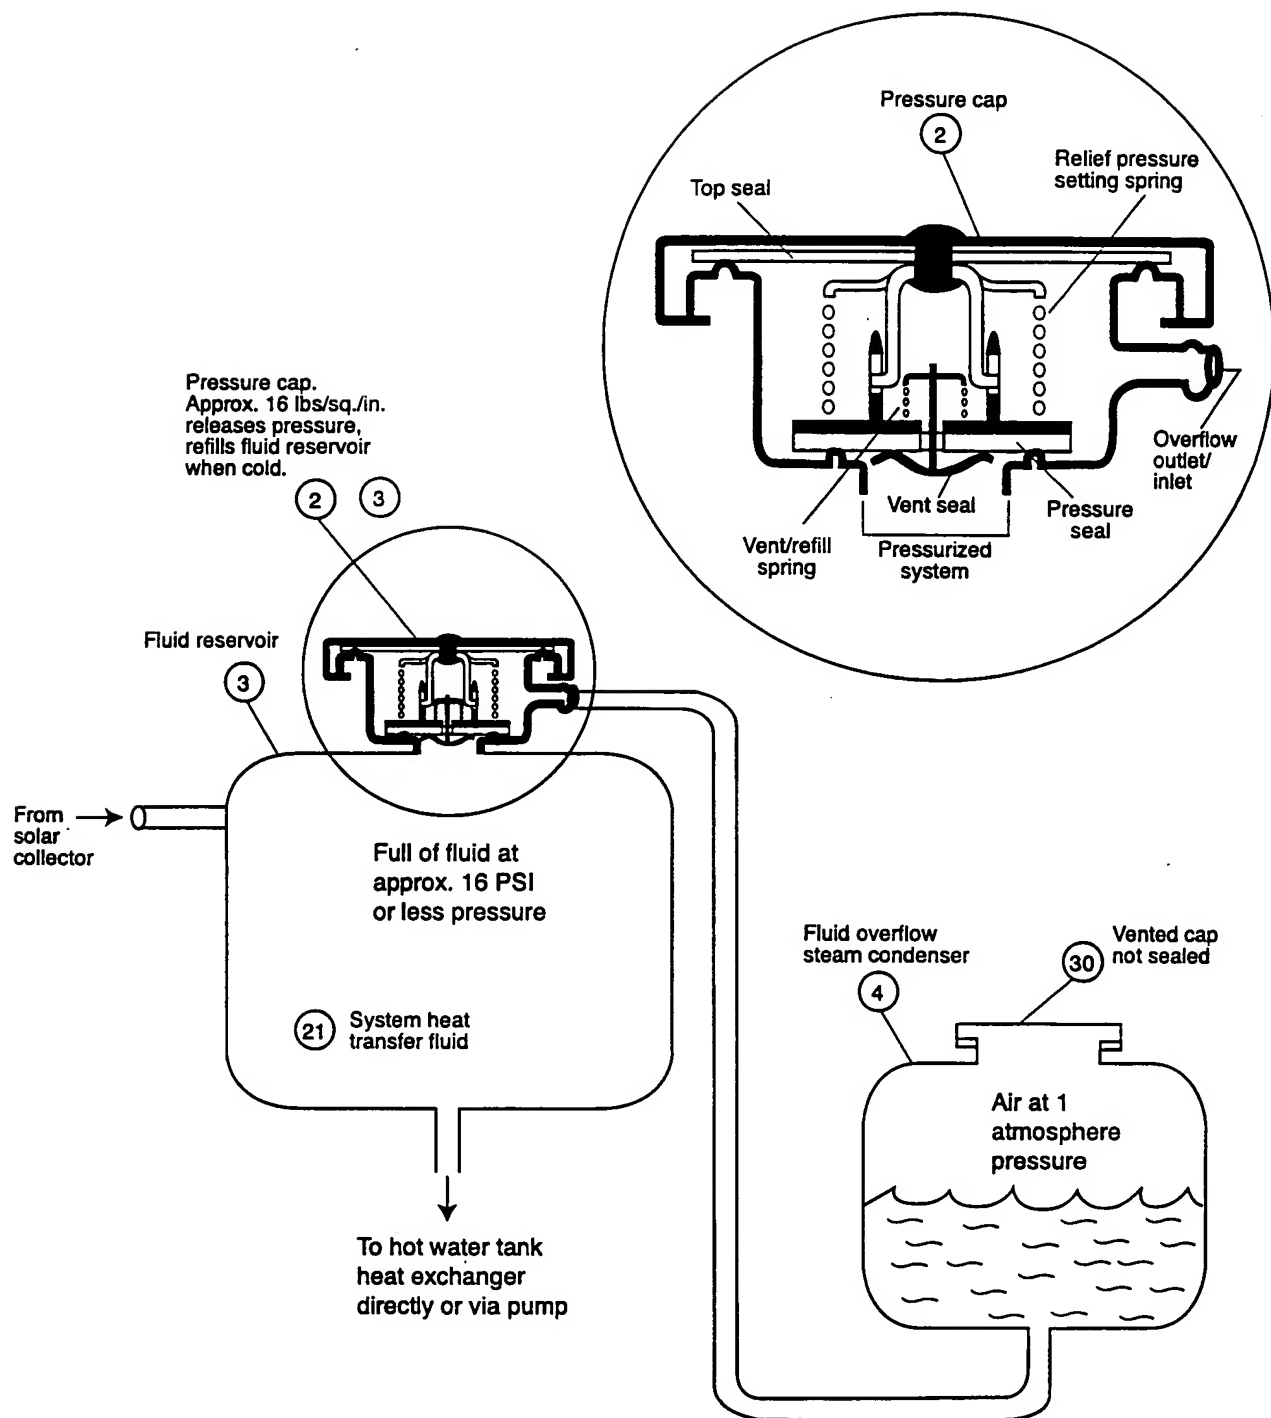 Pressure cap
2
Relief pressure
setting spring
Top seal
Overflow
outlet/
inlet
Vent seal
Pressure
seal
Vent/refill
spring
Pressurized
system
Pressure cap.
Approx. 16 lbs/sq./in.
releases pressure,
refills fluid reservoir
when cold.
2
3
Fluid reservoir
3
From
solar
collector
Full of fluid at
approx. 16 PSI
or less pressure
21
System heat
transfer fluid
To hot water tank
heat exchanger
directly or via pump
Fluid overflow
steam condenser
4
30
Vented cap
not sealed
Air at 1
atmosphere
pressure